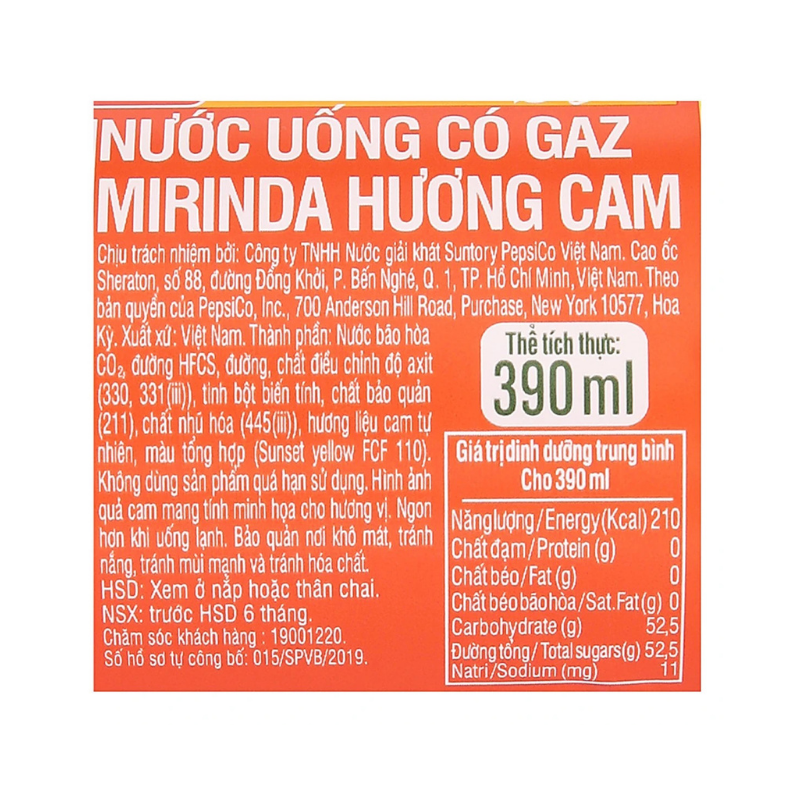 NƯỚC UỐNG CÓ GAZ
MIRINDA HƯƠNG CAM
Chịu trách nhiệm bởi: Công ty TNHH Nước giải khát Suntory PepsiCo Việt Nam. Cao ốc
Sheraton, số 88, đường Đồng Khởi, P. Bến Nghé, Q. 1, TP. Hồ Chí Minh, Việt Nam. Theo
bản quyền của PepsiCo, Inc., 700 Anderson Hill Road, Purchase, New York 10577, Hoa
Kỳ. Xuất xứ: Việt Nam. Thành phần: Nước bão hòa
CO₂, đường HFCS, đường, chất điều chỉnh độ axit
(330, 331(iii)), tinh bột biến tính, chất bảo quản
(211), chất nhũ hóa (445(iii)), hương liệu cam tự
nhiên, màu tổng hợp (Sunset yellow FCF 110).
Không dùng sản phẩm quá hạn sử dụng. Hình ảnh
quả cam mang tính minh họa cho hương vị. Ngon
hơn khi uống lạnh. Bảo quản nơi khô mát, tránh
nắng, tránh mùi mạnh và tránh hóa chất.
HSD: Xem ở nắp hoặc thân chai.
NSX: trước HSD 6 tháng.
Chăm sóc khách hàng : 19001220.
Số hồ sơ tự công bố: 015/SPVB/2019.
Thể tích thực:
390 ml
Giá trị dinh dưỡng trung bình
Cho 390 ml
Năng lượng/Energy(Kcal) 210
Chất đạm/Protein (g) 0
Chất béo/Fat (g) 0
Chất béo bão hòa/Sat.Fat(g) 0
Carbohydrate (g) 52,5
Đường tổng/Total sugars(g) 52,5
Natri/Sodium (mg) 11